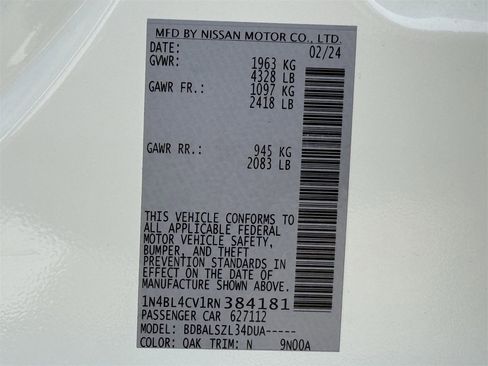 MFD BY NISSAN MOTOR CO., LTD.
DATE: 02/24
GVWR: 1963 KG
4328 LB
GAWR FR.: 1097 KG
2418 LB
GAWR RR.: 945 KG
2083 LB
THIS VEHICLE CONFORMS TO
ALL APPLICABLE FEDERAL
MOTOR VEHICLE SAFETY,
BUMPER, AND THEFT
PREVENTION STANDARDS
IN EFFECT ON THE DATE OF
MANUFACTURE SHOWN ABOVE.
1N4BL4CV1RN384181
PASSENGER CAR 627112
MODEL: BDBALSZL34DUA-----
COLOR: QAK TRIM: N 9N00A